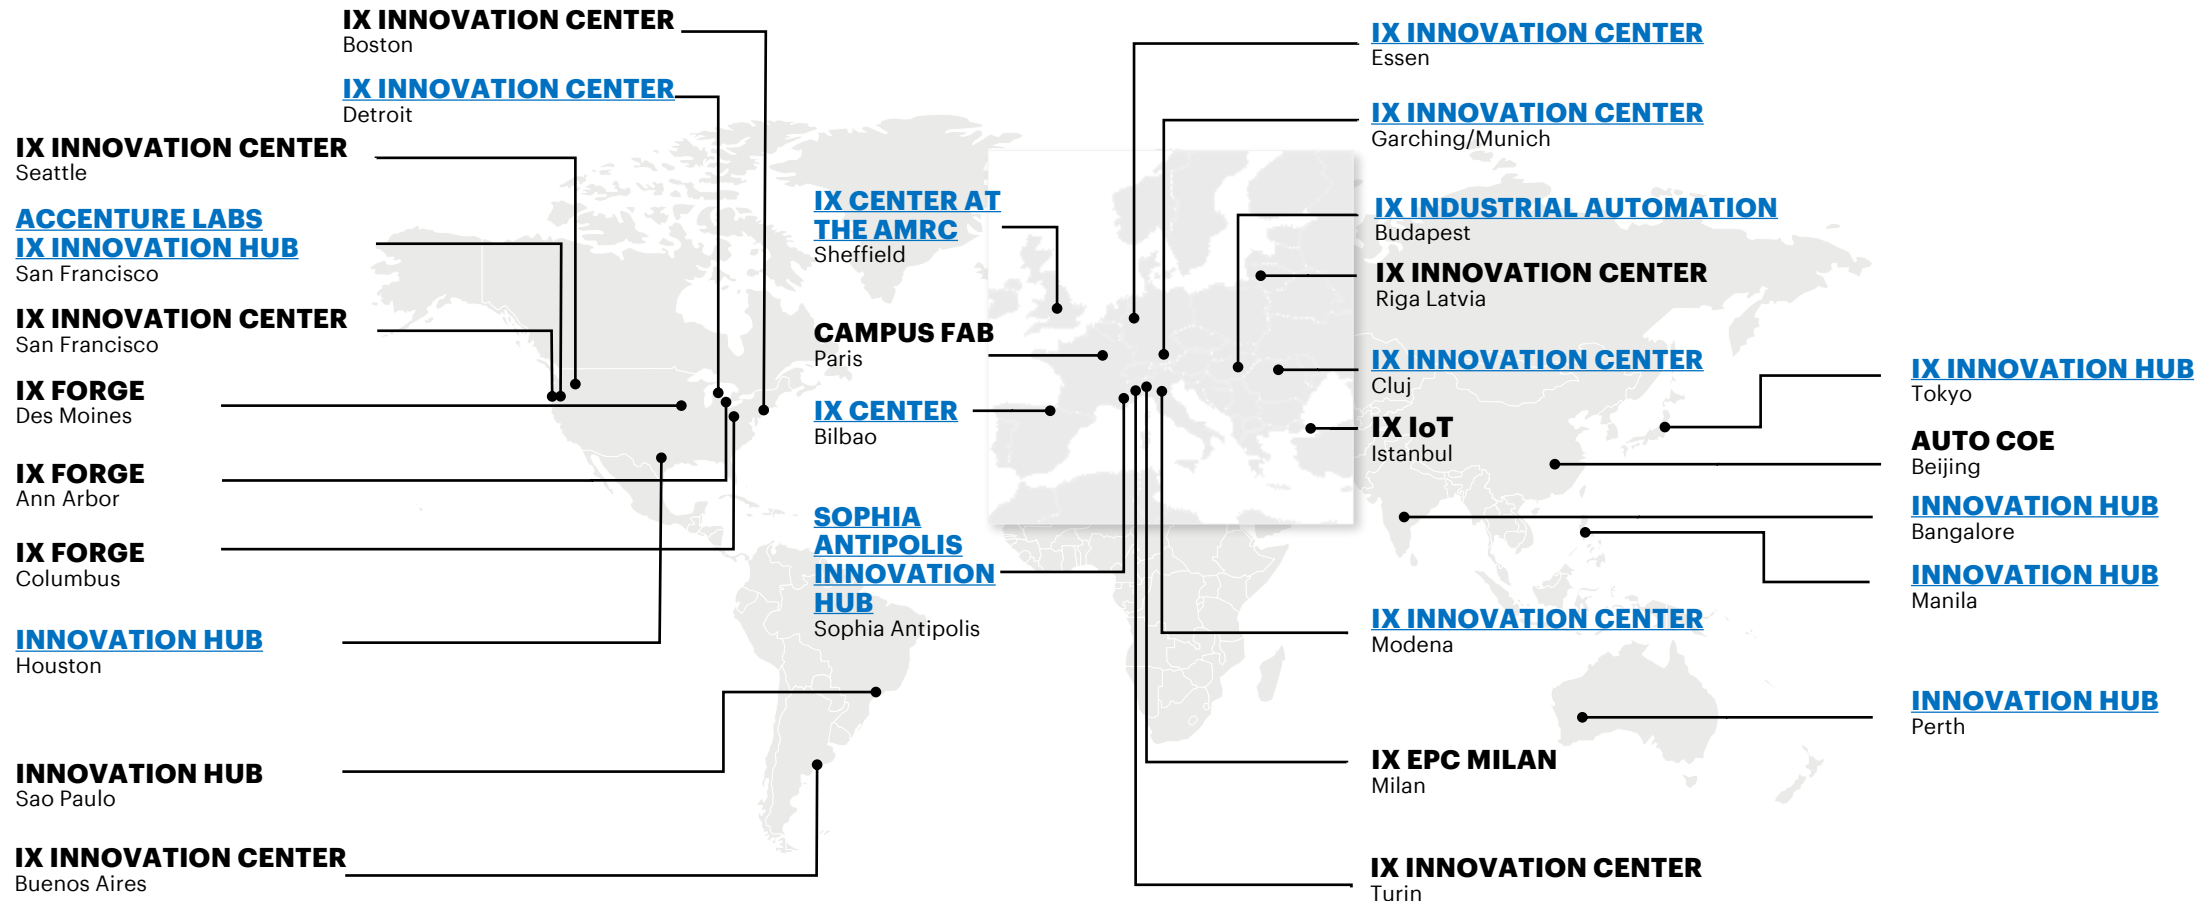 IX INNOVATION CENTER
Boston
IX INNOVATION CENTER
Detroit
IX INNOVATION CENTER
Seattle
ACCENTURE LABS
IX INNOVATION HUB
San Francisco
IX INNOVATION CENTER
San Francisco
IX FORGE
Des Moines
IX FORGE
Ann Arbor
IX FORGE
Columbus
INNOVATION HUB
Houston
INNOVATION HUB
Sao Paulo
IX INNOVATION CENTER
Buenos Aires
IX CENTER AT
THE AMRC
Sheffield
CAMPUS FAB
Paris
IX CENTER
Bilbao
SOPHIA
ANTIPOLIS
INNOVATION
HUB
Sophia Antipolis
IX INNOVATION CENTER
Essen
IX INNOVATION CENTER
Garching/Munich
IX INDUSTRIAL AUTOMATION
Budapest
IX INNOVATION CENTER
Riga Latvia
IX INNOVATION CENTER
Cluj
IX IoT
Istanbul
IX INNOVATION CENTER
Modena
IX EPC MILAN
Milan
IX INNOVATION CENTER
Turin
IX INNOVATION HUB
Tokyo
AUTO COE
Beijing
INNOVATION HUB
Bangalore
INNOVATION HUB
Manila
INNOVATION HUB
Perth